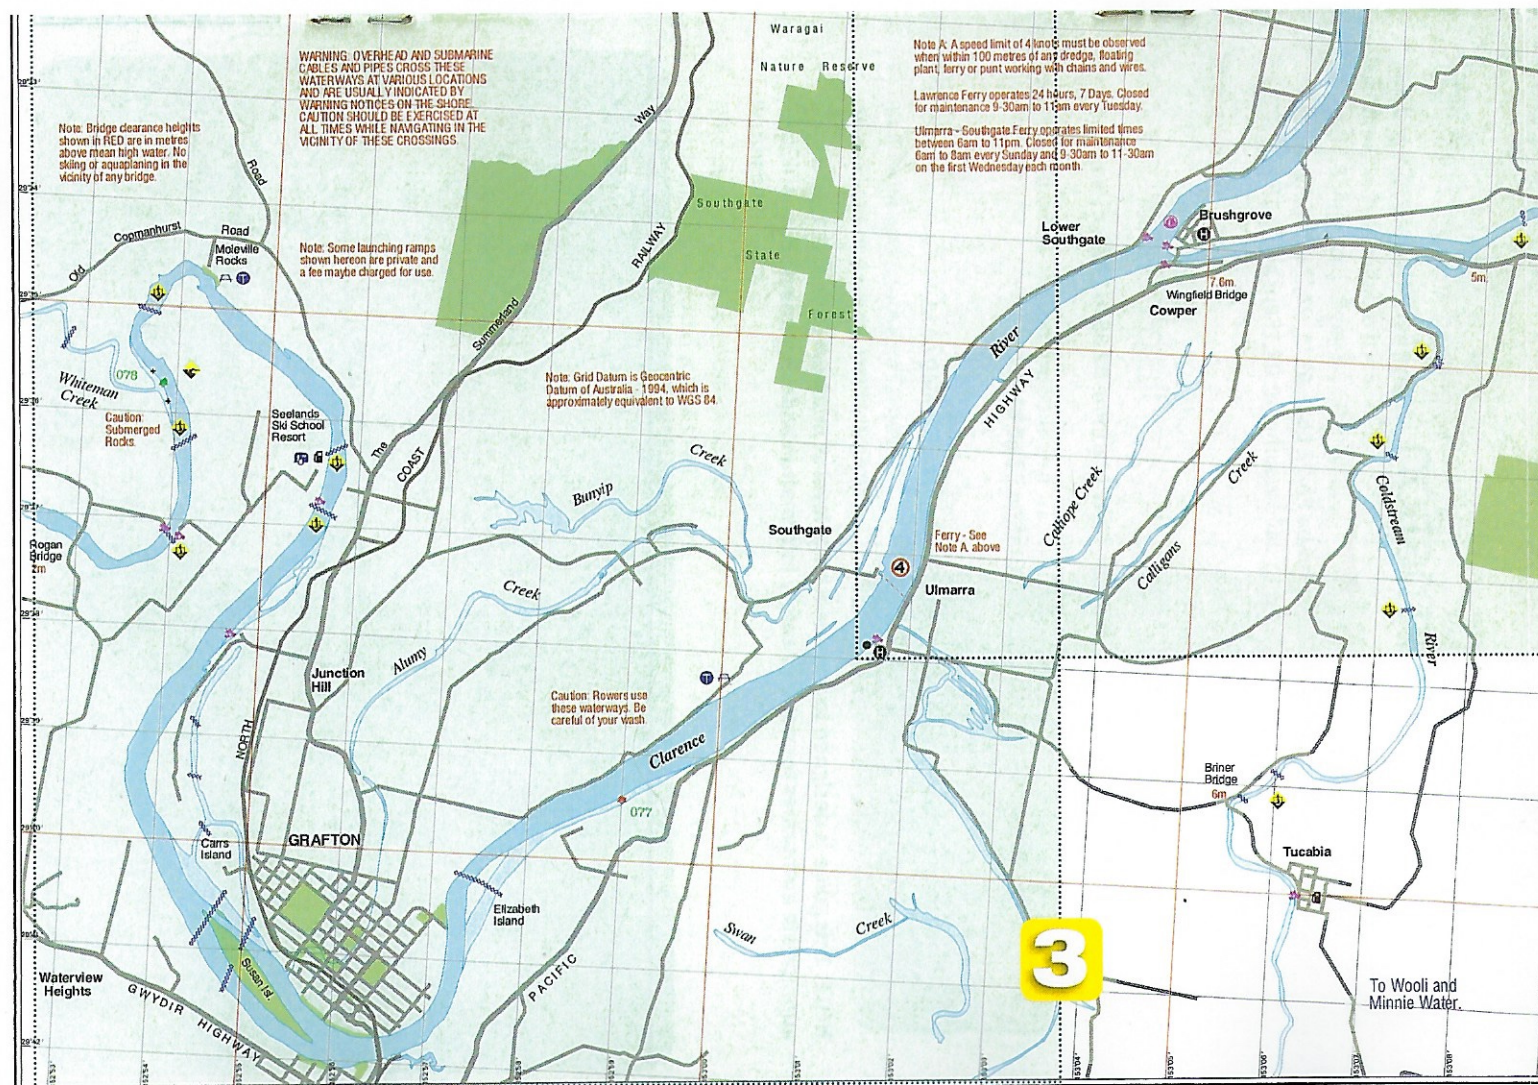 Waragai
Nature Reserve
WARNING: OVERHEAD AND SUBMARINE
CABLES AND PIPES CROSS THESE
WATERWAYS AT VARIOUS LOCATIONS
AND ARE USUALLY INDICATED BY
WARNING NOTICES ON THE SHORE.
CAUTION SHOULD BE EXERCISED AT
ALL TIMES WHILE NAVIGATING IN THE
VICINITY OF THESE CROSSINGS.
Note A: A speed limit of 4 knots must be observed
when within 100 metres of any dredge, floating
plant, ferry or punt working with chains and wires.
Lawrence Ferry operates 24 hours, 7 Days. Closed
for maintenance 9-30am to 11am every Tuesday.
Ulmarra - Southgate Ferry operates limited times
between 6am to 11pm. Closed for maintenance
6am to 8am every Sunday and 9-30am to 11-30am
on the first Wednesday each month.
Note: Bridge clearance heights
shown in RED are in metres
above mean high water. No
skiing or aquaplaning in the
vicinity of any bridge.
Way
Road
Southgate
State
Forest
Copmanhurst Road
Old
Moleville
Rocks
Note: Some launching ramps
shown hereon are private and
a fee maybe charged for use.
RAILWAY
Summerland
Lower
Southgate
Brushgrove
H
7.6m
Wingfield Bridge
Cowper
5m
River
HIGHWAY
078
Whiteman
Creek
Caution:
Submerged
Rocks.
Seelands
Ski School
Resort
Note: Grid Datum is Geocentric
Datum of Australia - 1994, which is
approximately equivalent to WGS 84.
The
COAST
Creek
Bunyip
Southgate
Calliope Creek
Creek
Calligans
Coldstream
River
Rogan
Bridge
2m
Ferry - See
Note A. above
4
Ulmarra
H
Creek
Alumy
Junction
Hill
NORTH
Caution: Rowers use
these waterways. Be
careful of your wash.
Clarence
077
Briner
Bridge
6m
Tucabia
Carrs
Island
GRAFTON
Elizabeth
Island
Swan
Creek
3
Susan Isl.
Waterview
Heights
GWYDIR HIGHWAY
PACIFIC
To Wooli and
Minnie Water.